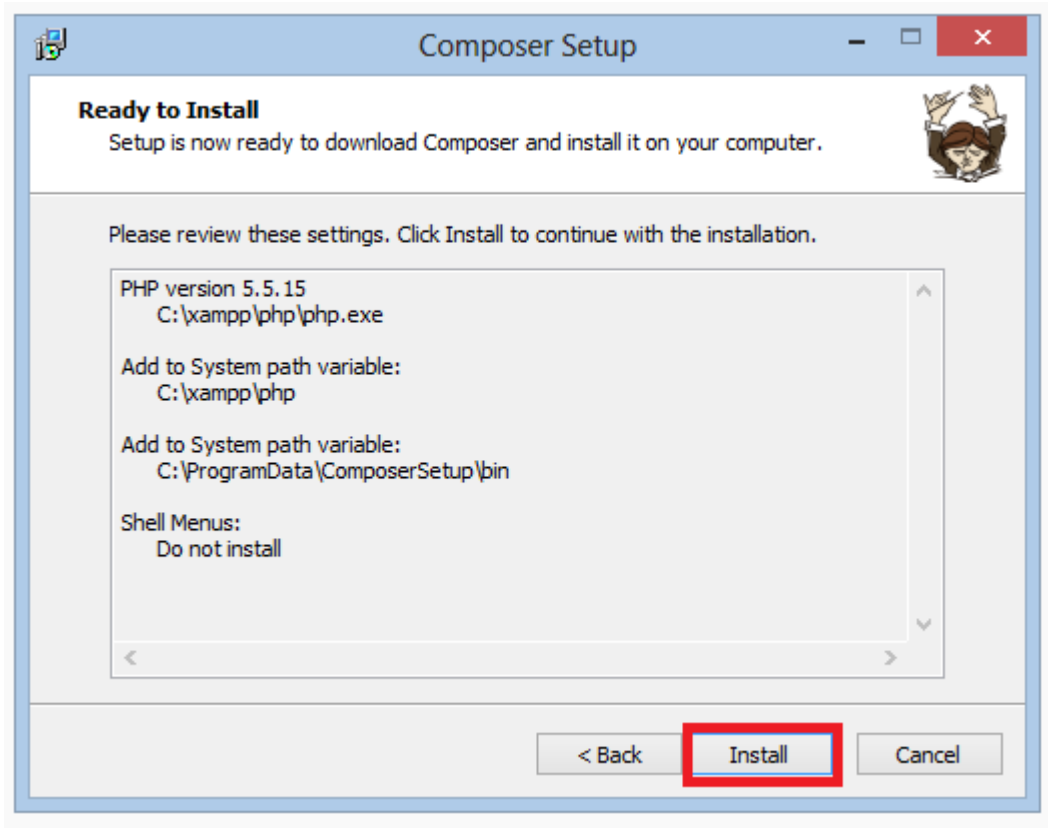 Composer Setup
Ready to Install
Setup is now ready to download Composer and install it on your computer.
Please review these settings. Click Install to continue with the installation.
PHP version 5.5.15
C:\xampp\php\php.exe
Add to System path variable:
C:\xampp\php
Add to System path variable:
C:\ProgramData\ComposerSetup\bin
Shell Menus:
Do not install
< Back Install Cancel